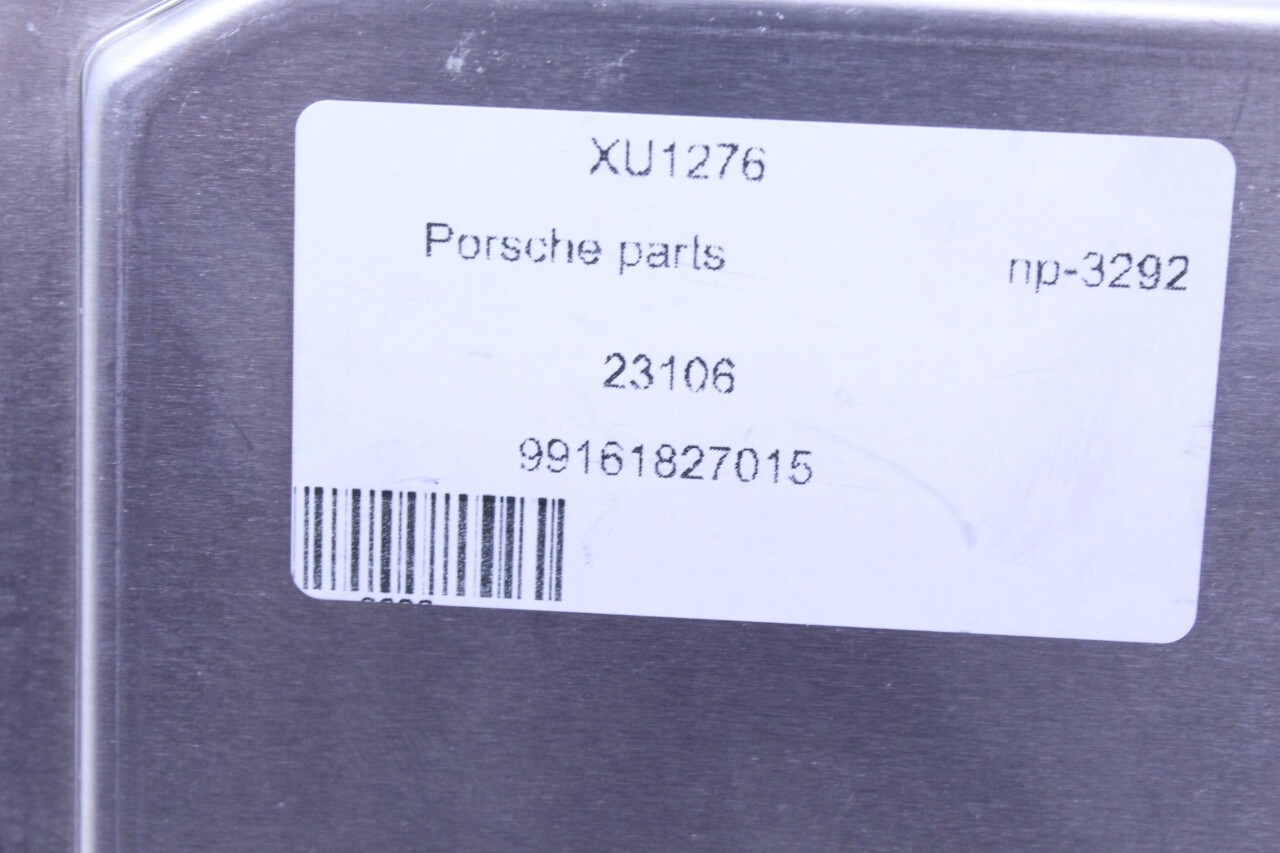 XU1276
Porsche parts
np-3292
23106
99161827015